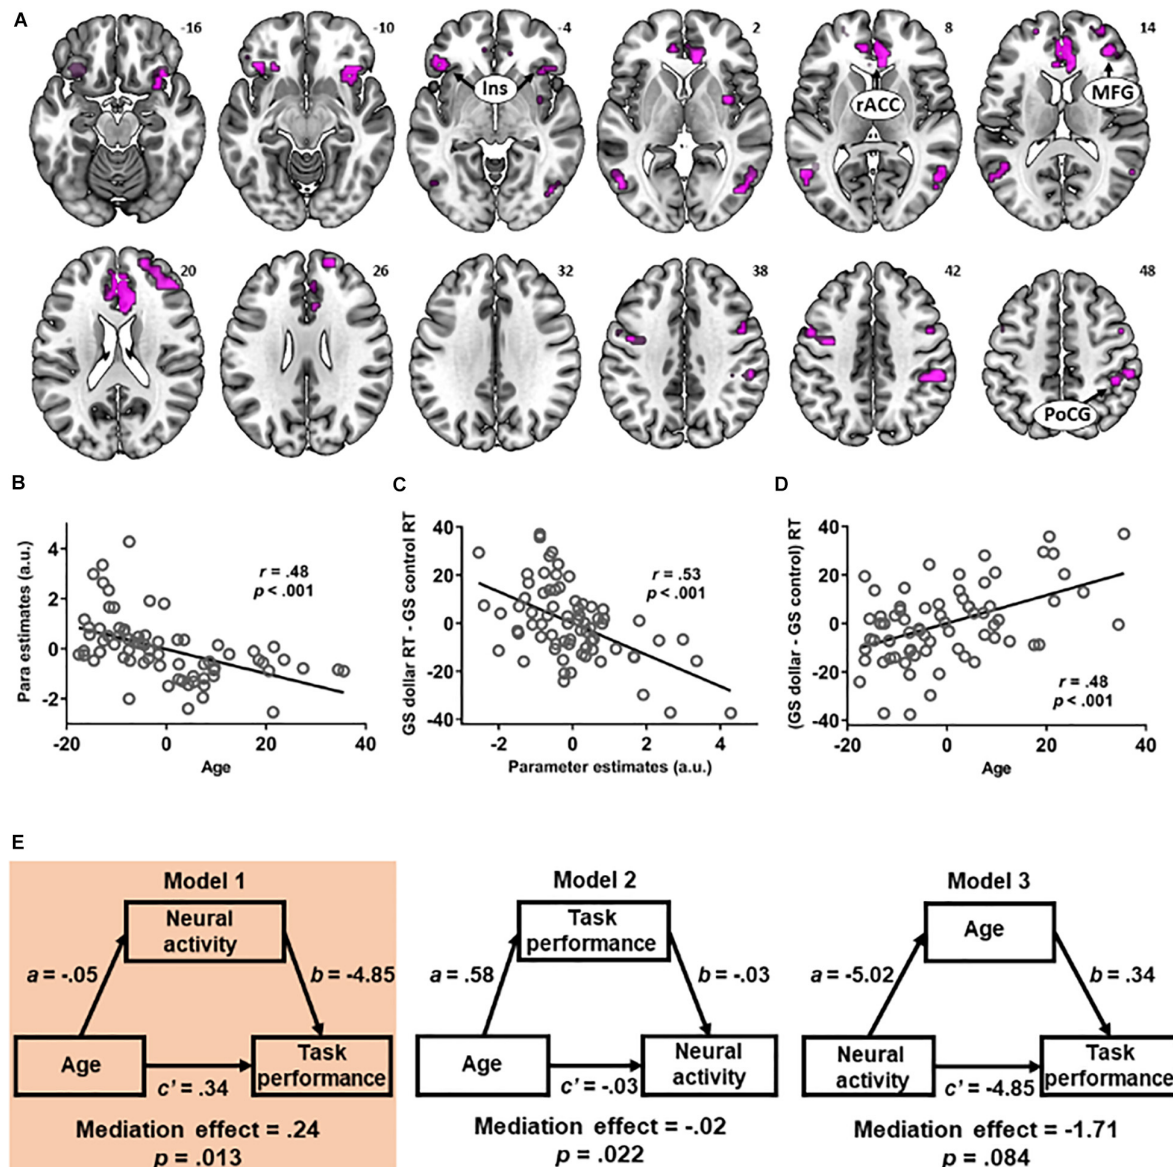 A
-16
-10
-4
2
8
14
Ins
rACC
MFG
20
26
32
38
42
48
PoCG
B
Para estimates (a.u.)
4
2
0
-2
r = .48
p < .001
-20
0
20
40
Age
C
GS dollar RT - GS control RT
40
20
0
-20
-40
r = .53
p < .001
-2
0
2
4
Parameter estimates (a.u.)
D
(GS dollar - GS control) RT
40
20
0
-20
-40
r = .48
p < .001
-20
0
20
40
Age
E
Model 1
Neural
activity
a = -.05
b = -4.85
Age
c' = .34
Task
performance
Mediation effect = .24
p = .013
Model 2
Task
performance
a = .58
b = -.03
Age
c' = -.03
Neural
activity
Mediation effect = -.02
p = .022
Model 3
Age
a = -5.02
b = .34
Neural
activity
c' = -4.85
Task
performance
Mediation effect = -1.71
p = .084